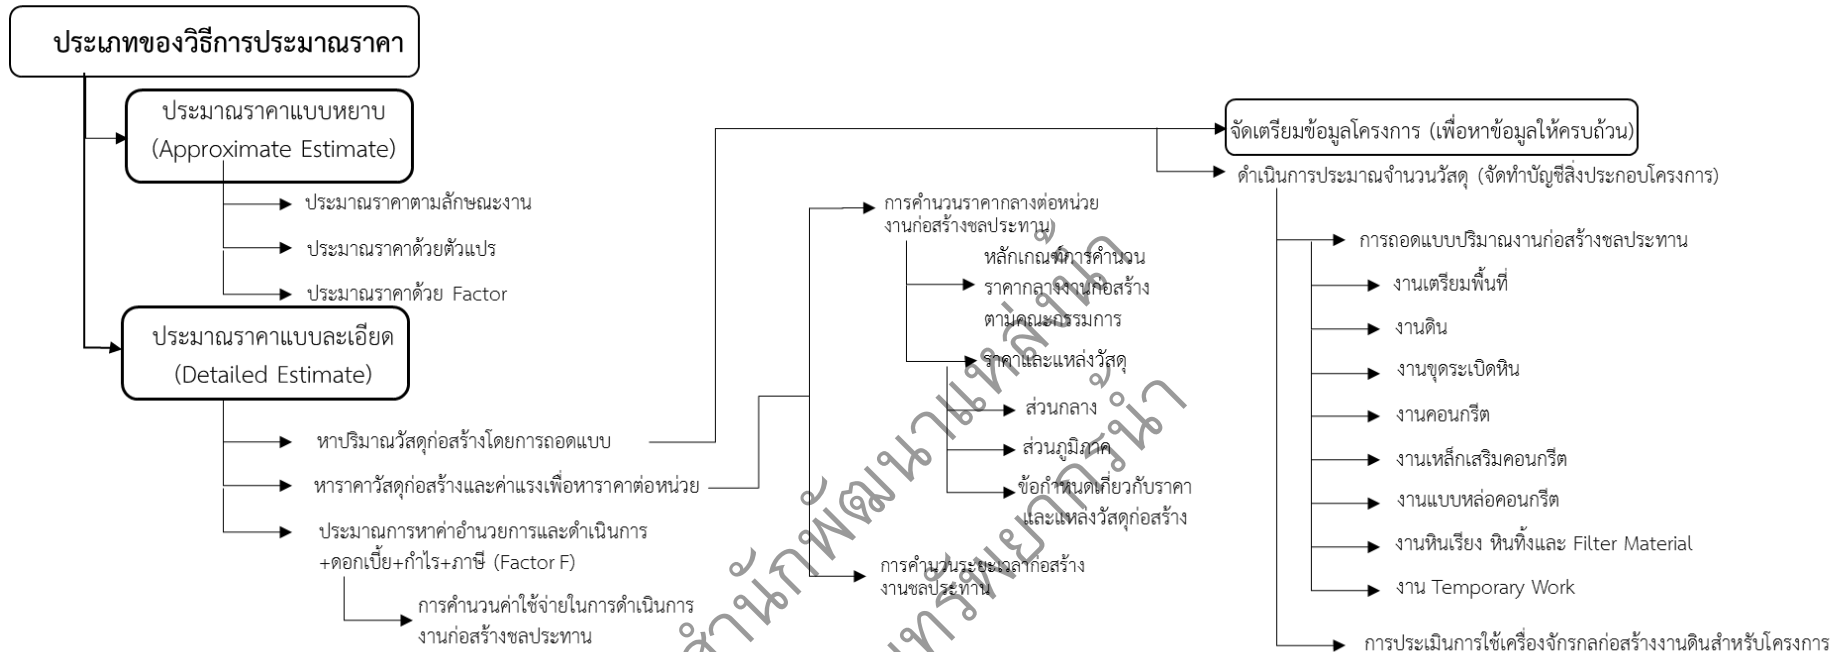 ประเภทของวิธีการประมาณราคา
ประมาณราคาแบบหยาบ
(Approximate Estimate)
ประมาณราคาตามลักษณะงาน
ประมาณราคาด้วยตัวแปร
ประมาณราคาด้วย Factor
ประมาณราคาแบบละเอียด
(Detailed Estimate)
หาปริมาณวัสดุก่อสร้างโดยการถอดแบบ
หาราคาวัสดุก่อสร้างและค่าแรงเพื่อหาราคาต่อหน่วย
ประมาณการหาค่าอำนวยการและดำเนินการ
+ดอกเบี้ย+กำไร+ภาษี (Factor F)
การคำนวนค่าใช้จ่ายในการดำเนินการ
งานก่อสร้างชลประทาน
การคำนวนราคากลางต่อหน่วย
งานก่อสร้างชลประทาน
หลักเกณฑ์การคำนวน
ราคากลางงานก่อสร้าง
ตามคณะกรรมการ
ราคาและแหล่งวัสดุ
ส่วนกลาง
ส่วนภูมิภาค
ข้อกำหนดเกี่ยวกับราคา
และแหล่งวัสดุก่อสร้าง
การคำนวนระยะเวลาก่อสร้าง
งานชลประทาน
จัดเตรียมข้อมูลโครงการ (เพื่อหาข้อมูลให้ครบถ้วน)
ดำเนินการประมาณจำนวนวัสดุ (จัดทำบัญชีสิ่งประกอบโครงการ)
การถอดแบบปริมาณงานก่อสร้างชลประทาน
งานเตรียมพื้นที่
งานดิน
งานขุดระเบิดหิน
งานคอนกรีต
งานเหล็กเสริมคอนกรีต
งานแบบหล่อคอนกรีต
งานหินเรียง หินทิ้งและ Filter Material
งาน Temporary Work
การประเมินการใช้เครื่องจักรกลก่อสร้างงานดินสำหรับโครงการ
สำนักพัฒนาแหล่งน้ำ
ทรัพยากรน้ำ